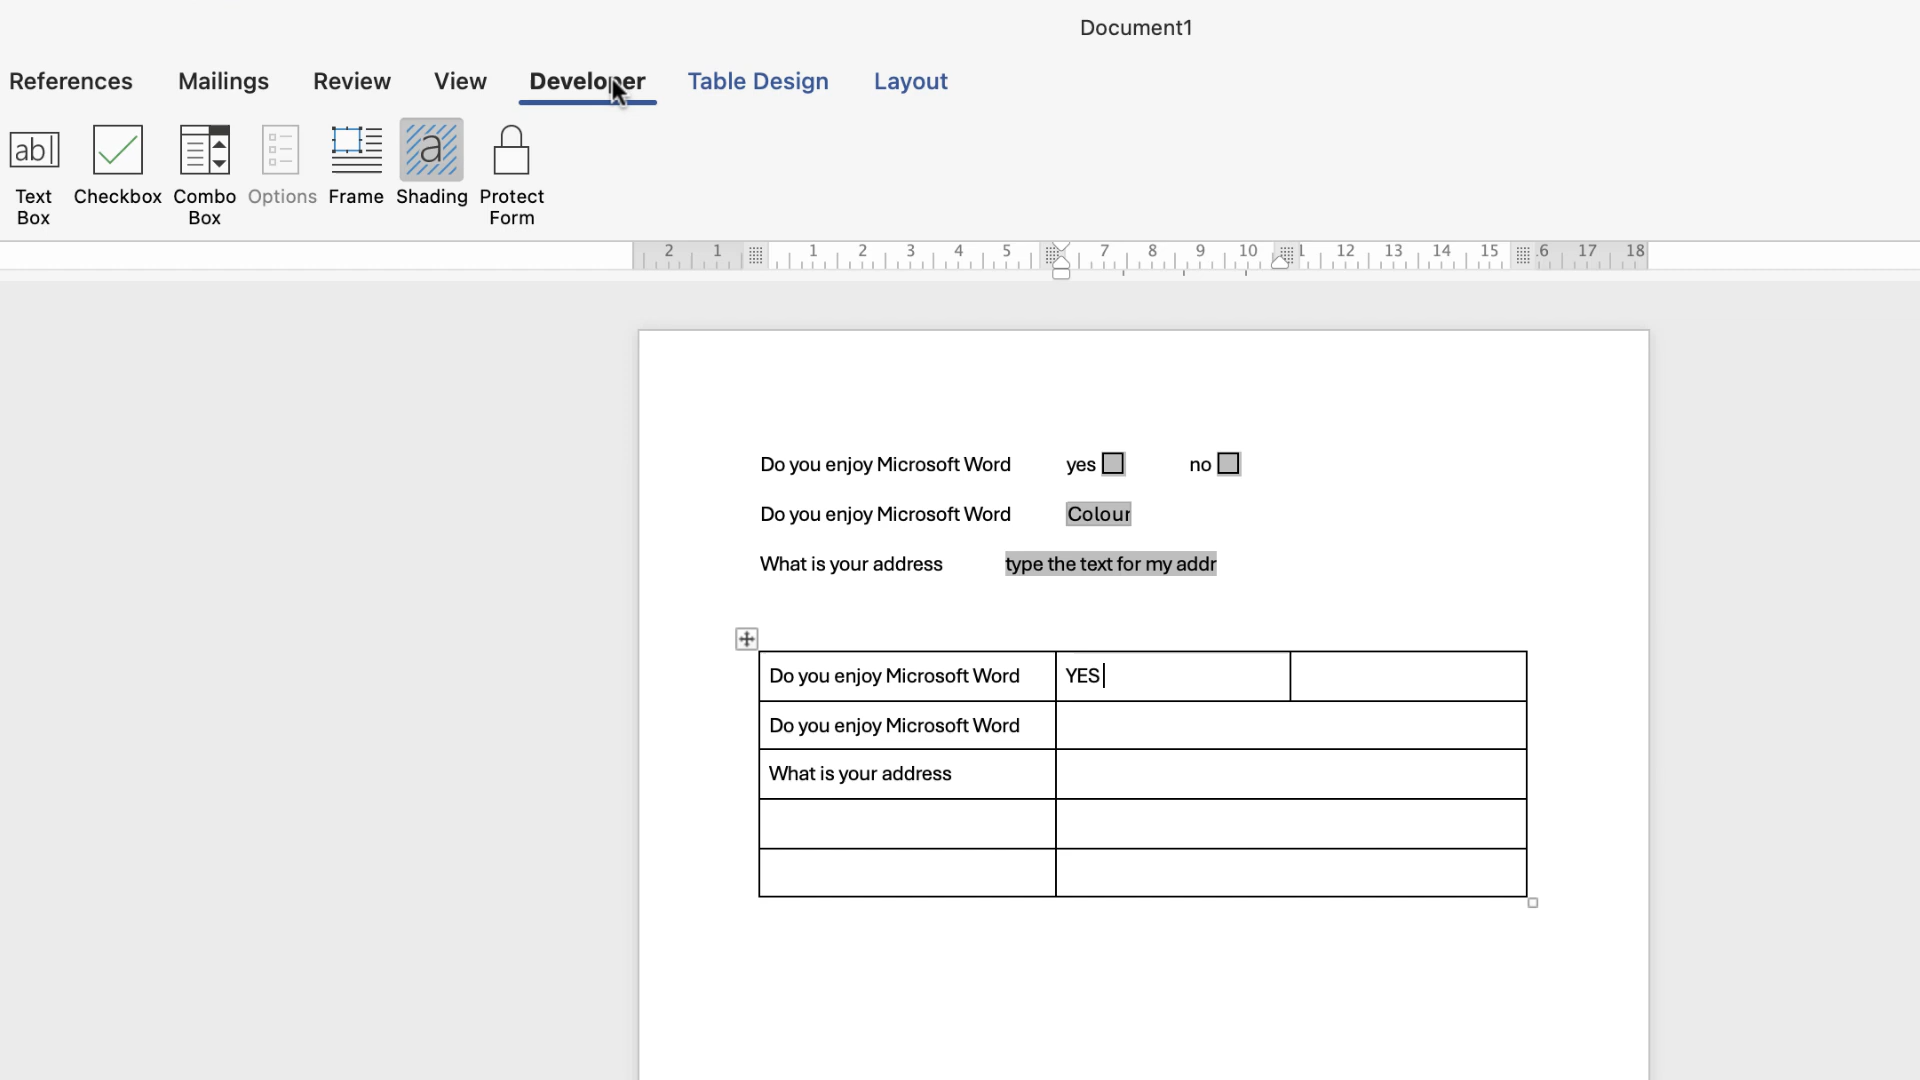 Document1
References Mailings Review View Developer Table Design Layout
ab
a
Text Box
Checkbox
Combo Box
Options
Frame
Shading
Protect Form
2 1 1 2 3 4 5 7 8 9 10 1 12 13 14 15 6 17 18
Do you enjoy Microsoft Word yes no
Do you enjoy Microsoft Word Colour
What is your address type the text for my addr
Do you enjoy Microsoft Word YES
Do you enjoy Microsoft Word
What is your address